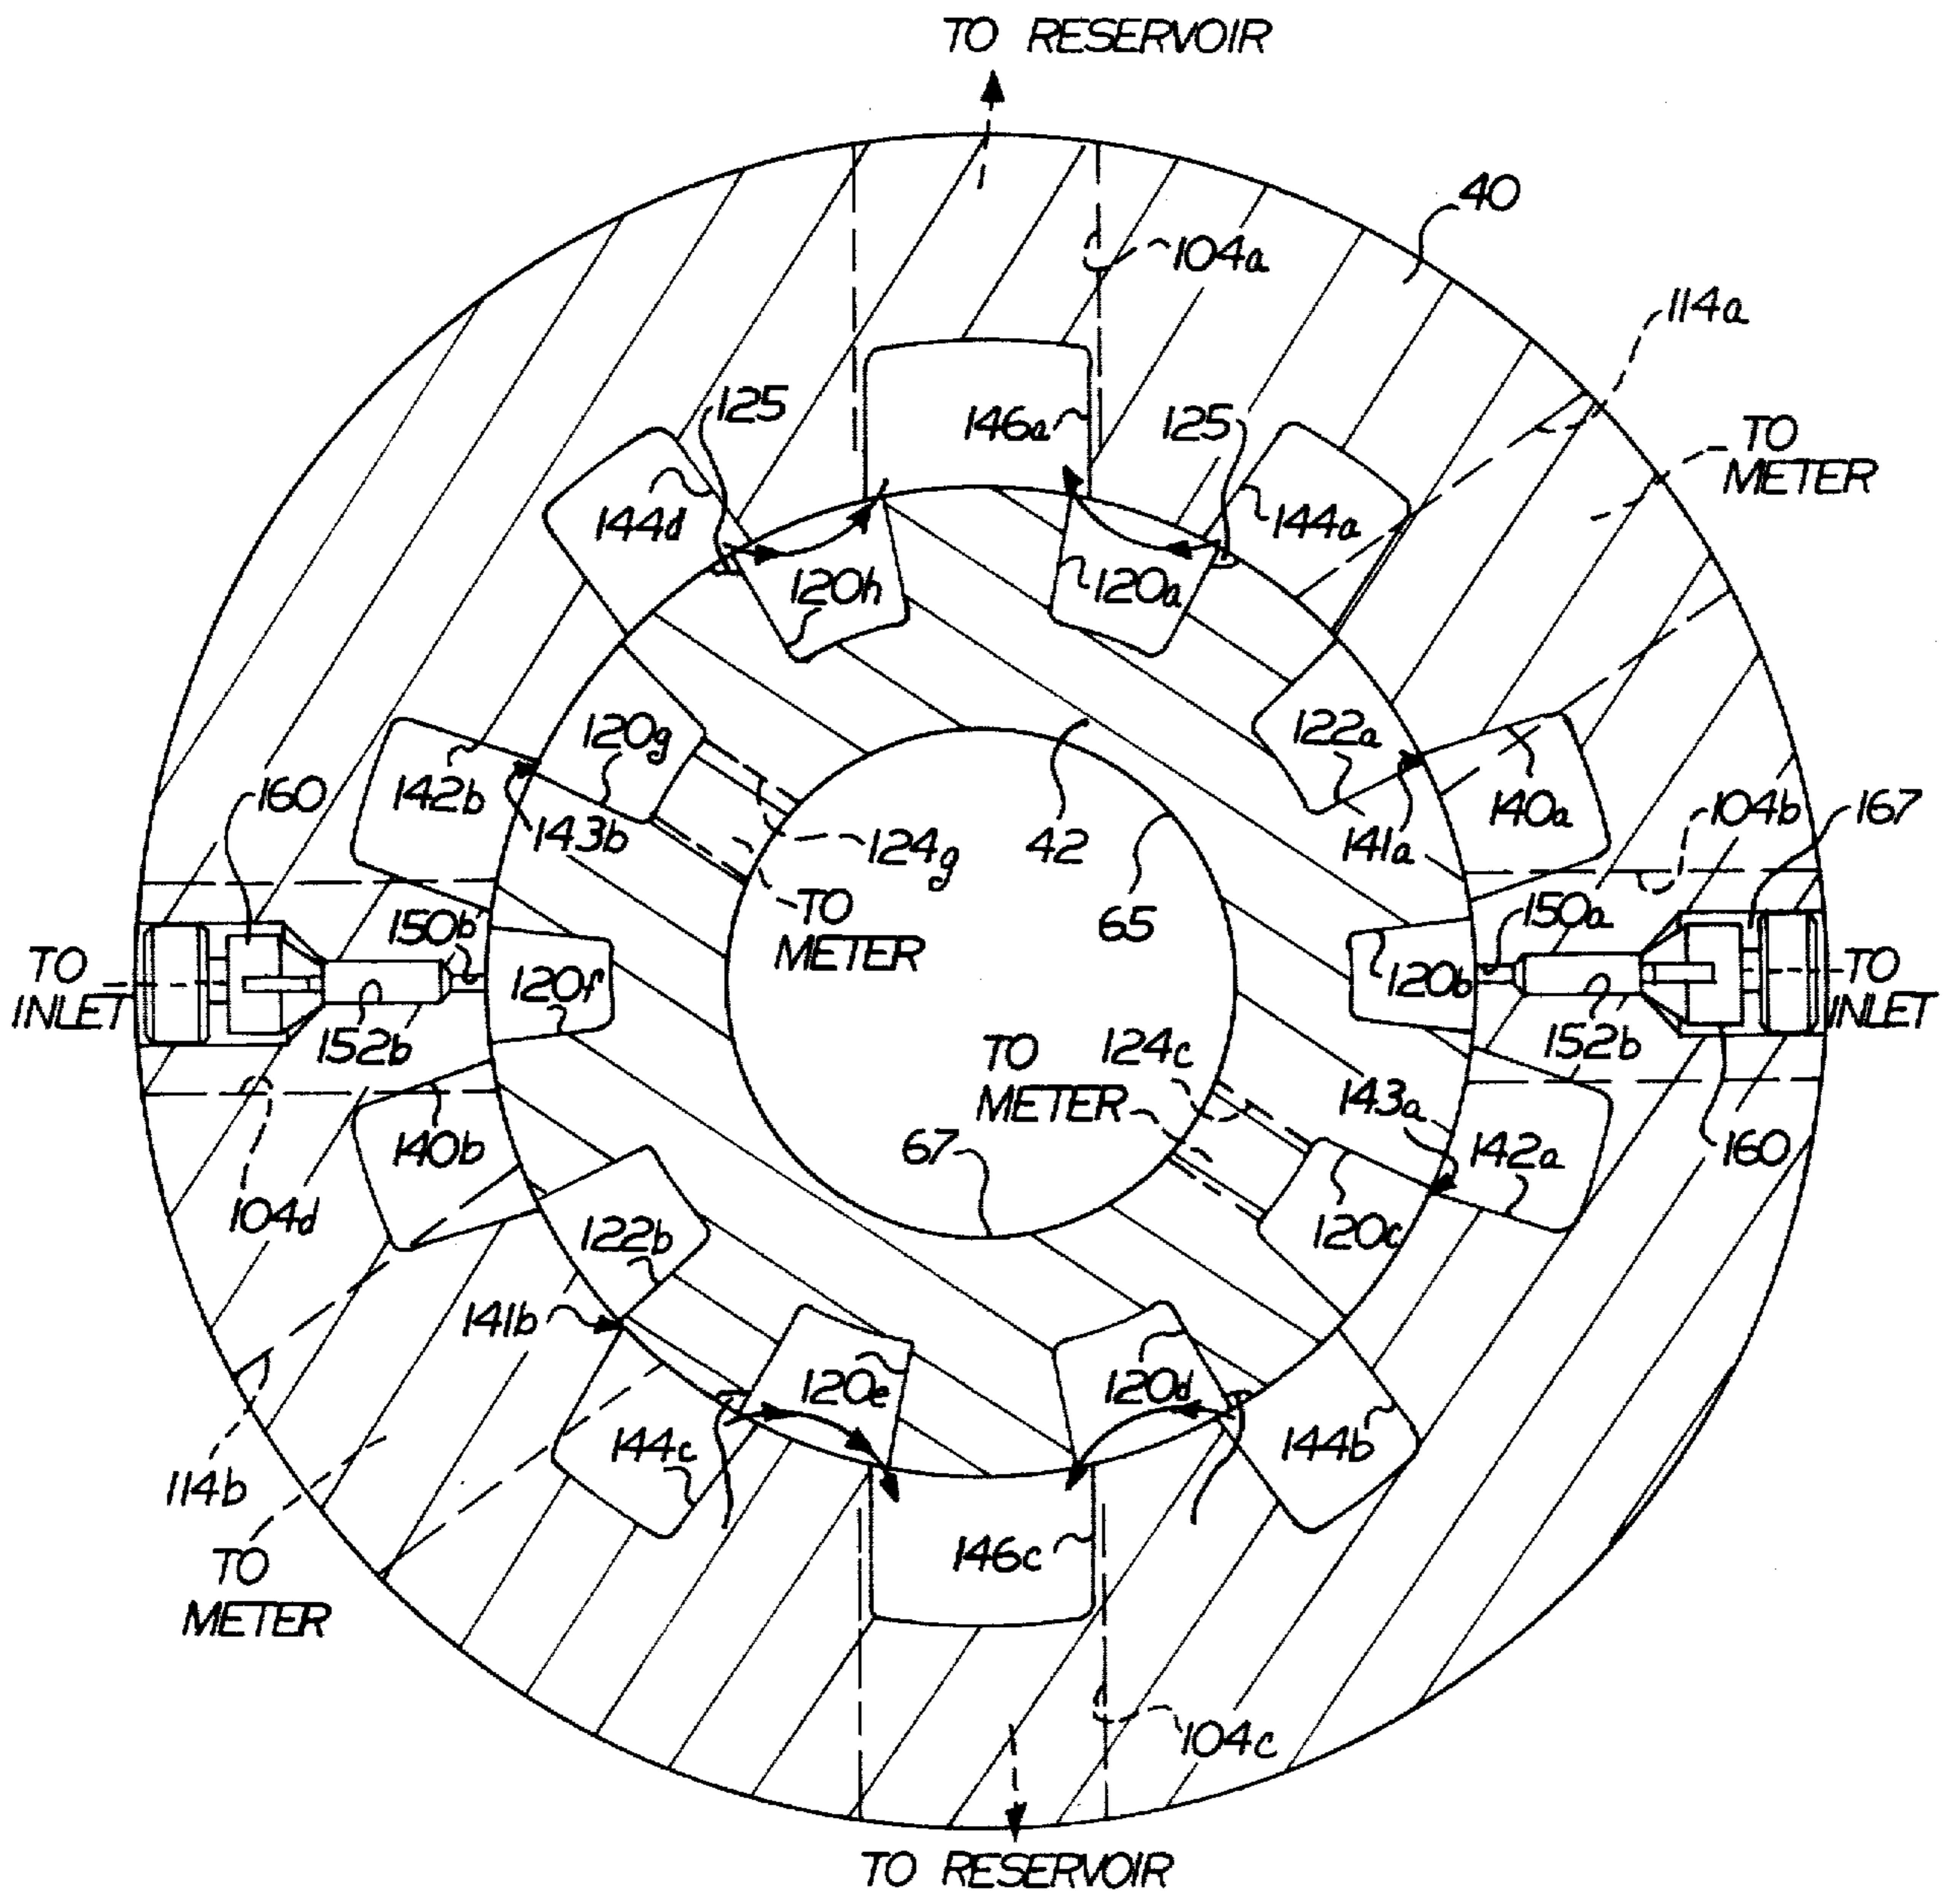 TO RESERVOIR
40
104a
114a
125
146a
125
TO
METER
144d
144a
120h
120a
120g
122a
142b
160
143b
124g
42
141a
140a
104b
167
TO
METER
65
150b'
150a
TO
INLET
120f
120b
TO
INLET
152b
152b
TO
METER
124c
143a
67
140b
142a
160
104d
122b
120c
141b
120e
120d
144c
144b
114b
TO
METER
146c
104c
TO RESERVOIR